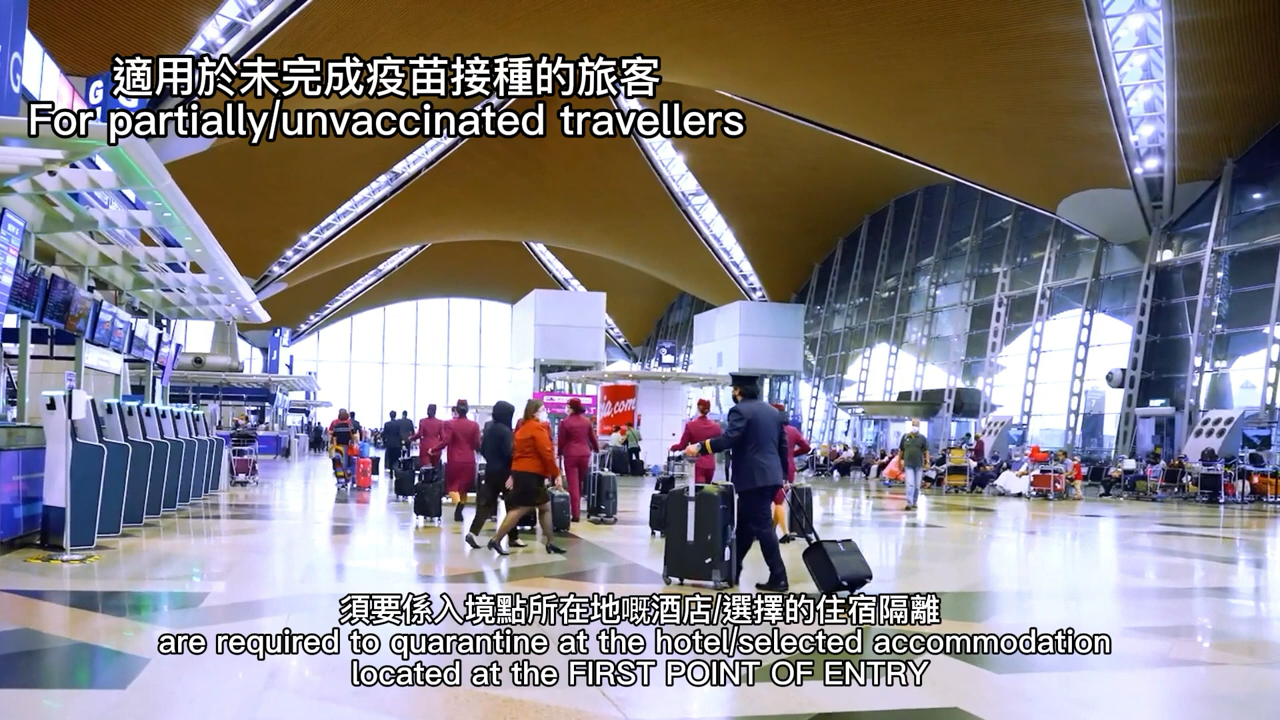 適用於未完成疫苗接種的旅客
For partially/unvaccinated travellers
G
G
G
ia.com
須要係入境點所在地嘅酒店/選擇的住宿隔離
are required to quarantine at the hotel/selected accommodation
located at the FIRST POINT OF ENTRY